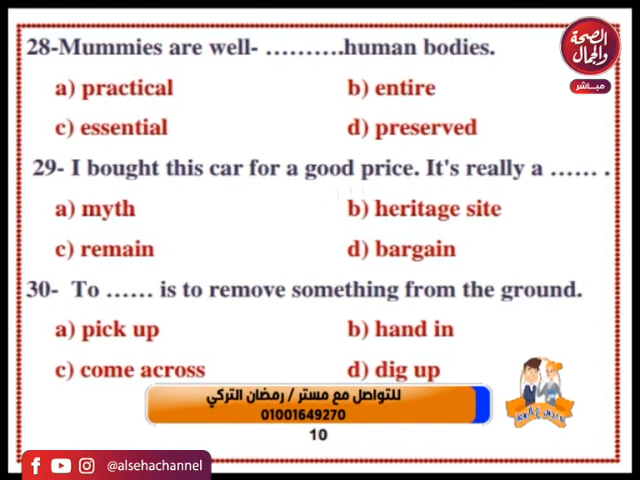 الصحة
والجمال
مباشر
28-Mummies are well- ……….human bodies.
a) practical b) entire
c) essential d) preserved
29- I bought this car for a good price. It's really a …… .
a) myth b) heritage site
c) remain d) bargain
30- To …… is to remove something from the ground.
a) pick up b) hand in
c) come across d) dig up
للتواصل مع مستر / رمضان التركي
01001649270
10
@alsehachannel